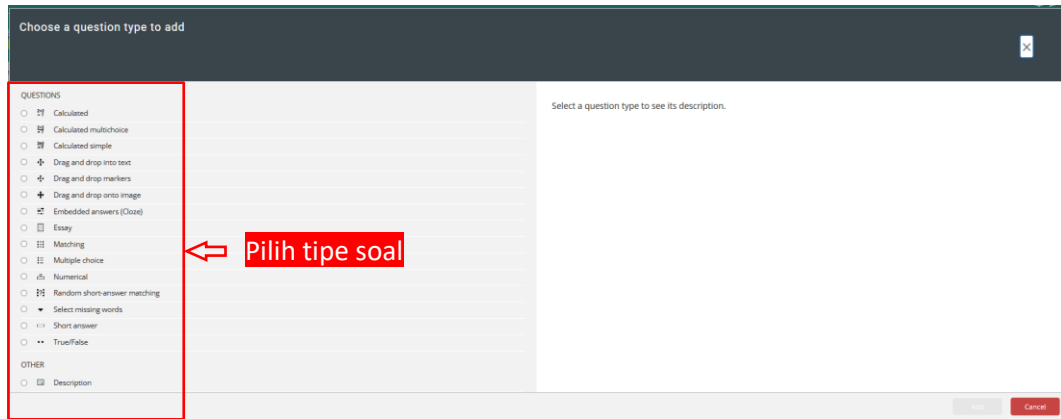 Choose a question type to add
QUESTIONS
Calculated
Calculated multichoice
Calculated simple
Drag and drop into text
Drag and drop markers
Drag and drop onto image
Embedded answers (Cloze)
Essay
Matching
Multiple choice
Numerical
Random short-answer matching
Select missing words
Short answer
True/False
OTHER
Description
Select a question type to see its description.
Pilih tipe soal
Add
Cancel